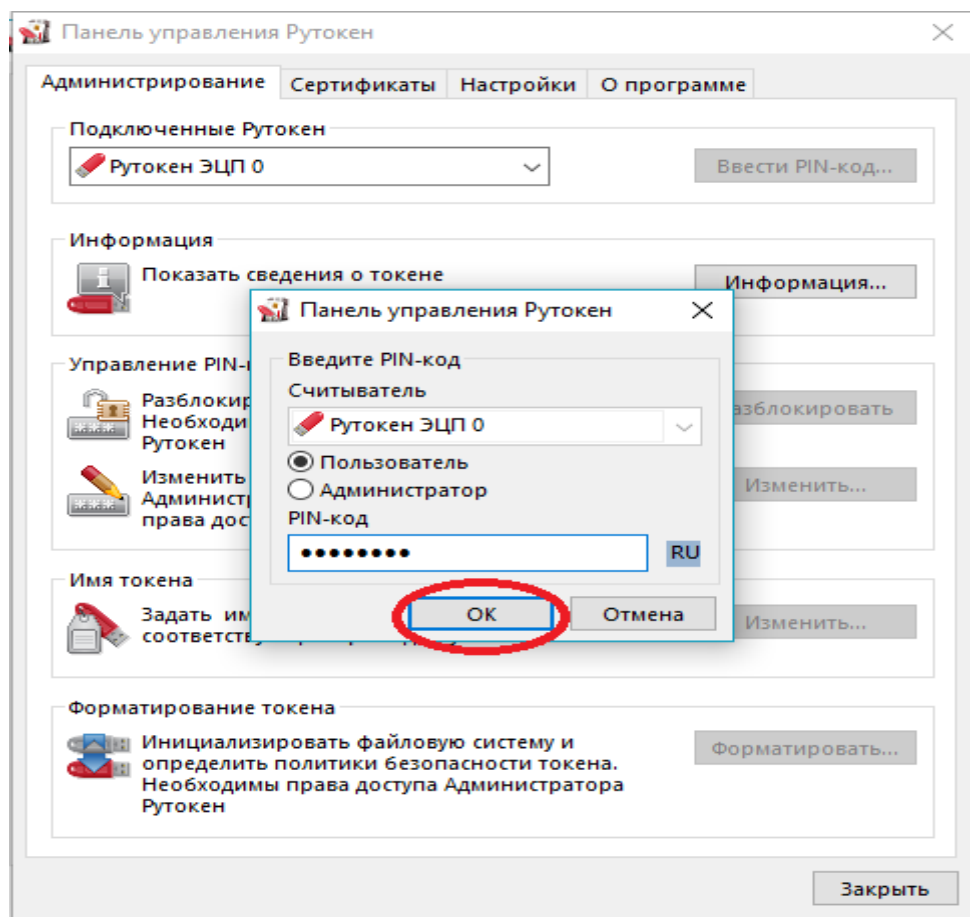 Панель управления Рутокен
Администрирование Сертификаты Настройки О программе
Подключенные Рутокен
Рутокен ЭЦП 0
Ввести PIN-код...
Информация
Показать сведения о токене
Информация...
Панель управления Рутокен
Введите PIN-код
Считыватель
Рутокен ЭЦП 0
Пользователь
Администратор
PIN-код
RU
OK
Отмена
Управление PIN-
Разблокир
Необходи
Рутокен
азблокировать
Изменить
Администр
права дос
Изменить...
Имя токена
Задать им
соответств
Изменить...
Форматирование токена
Инициализировать файловую систему и
определить политики безопасности токена.
Необходимы права доступа Администратора
Рутокен
Форматировать...
Закрыть